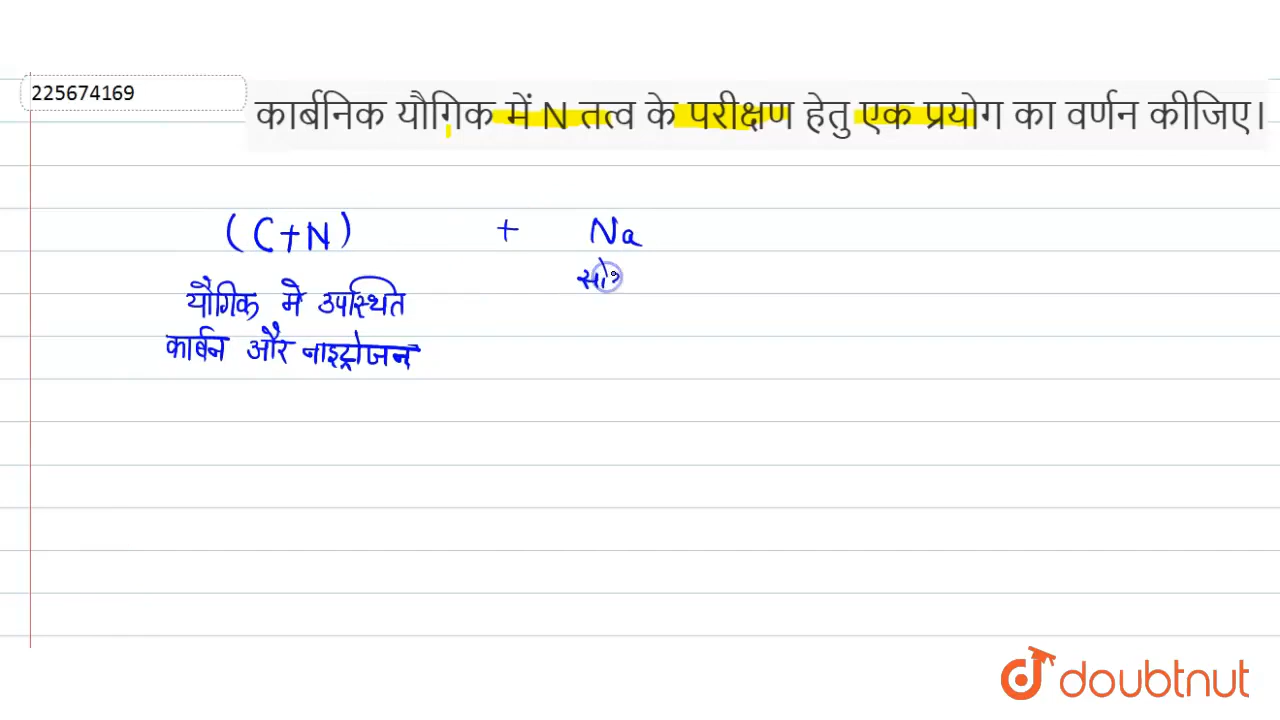 225674169
कार्बनिक यौगिक में N तत्व के परीक्षण हेतु एक प्रयोग का वर्णन कीजिए।
(C+N) + Na
यौगिक मे उपस्थित
कार्बन और नाइट्रोजन
doubtnut